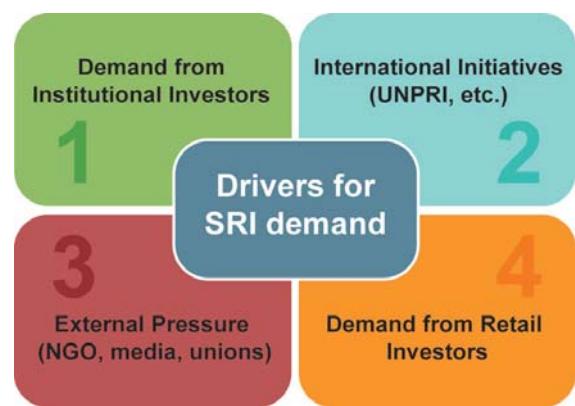 Demand from
Institutional Investors
1
International Initiatives
(UNPRI, etc.)
2
Drivers for
SRI demand
3
External Pressure
(NGO, media, unions)
4
Demand from Retail
Investors